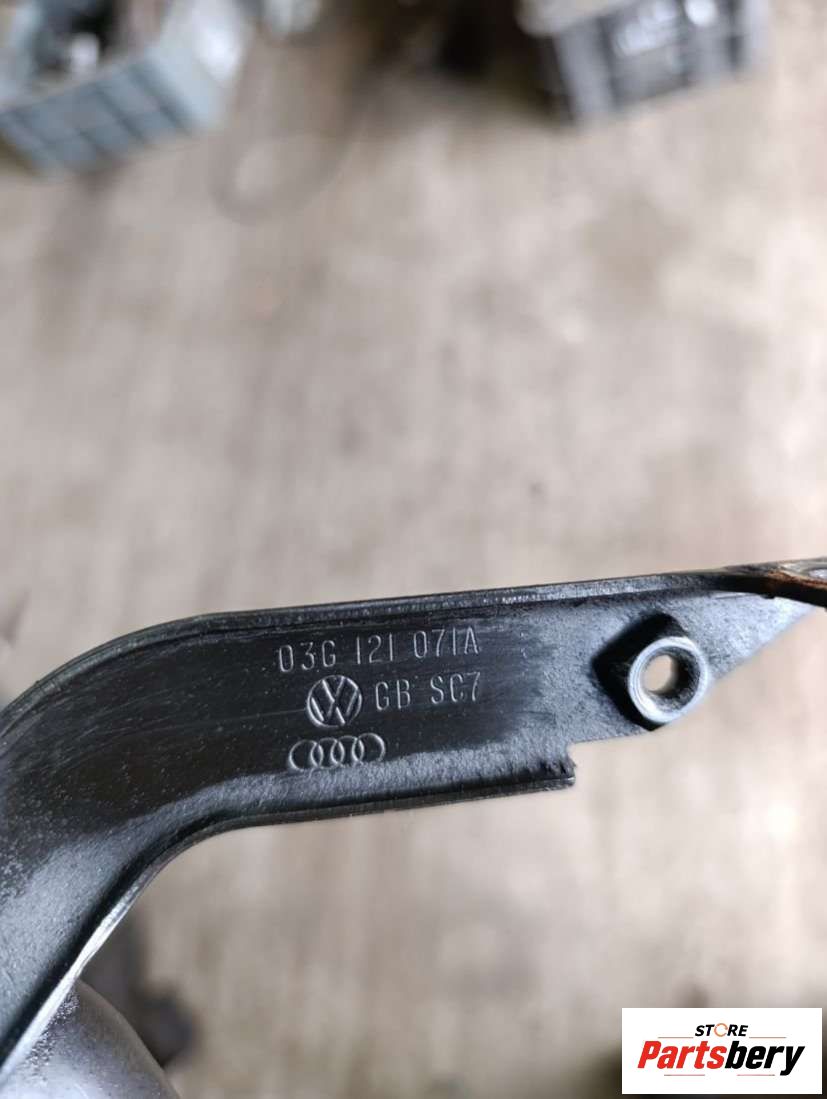 03G 121 071A
GB SC7
STORE
Partsbery